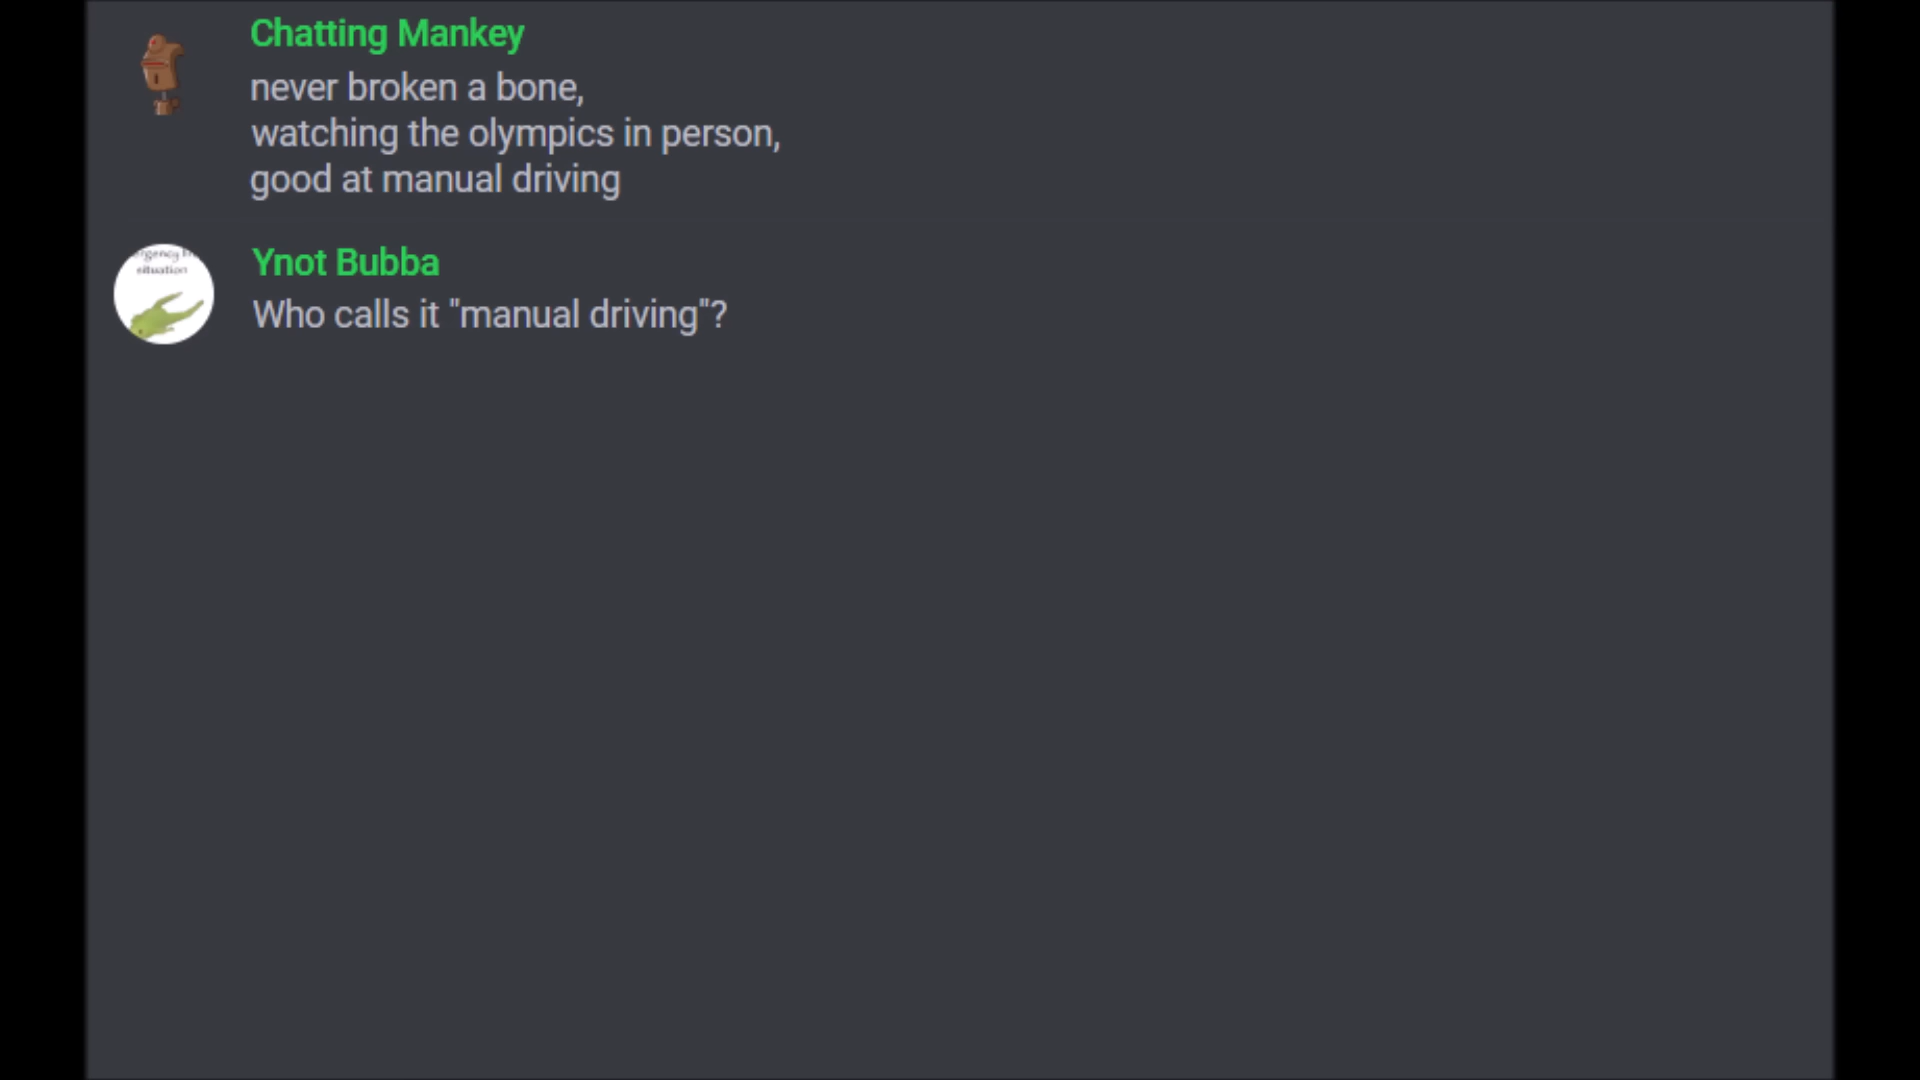 Chatting Mankey
never broken a bone,
watching the olympics in person,
good at manual driving
situation
Ynot Bubba
Who calls it "manual driving"?